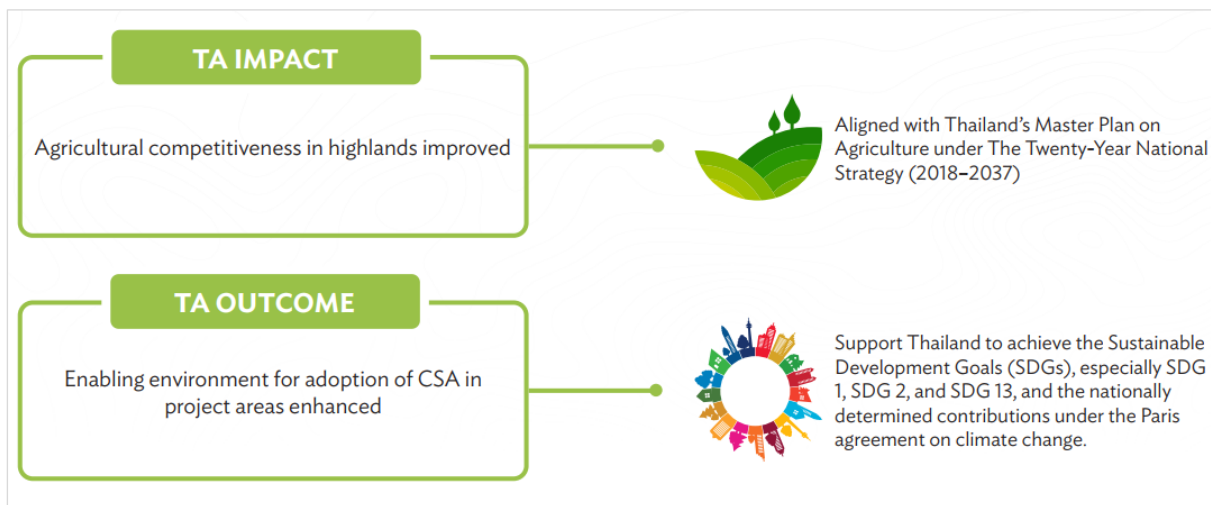 TA IMPACT
Agricultural competitiveness in highlands improved
Aligned with Thailand's Master Plan on
Agriculture under The Twenty-Year National
Strategy (2018–2037)
TA OUTCOME
Enabling environment for adoption of CSA in
project areas enhanced
Support Thailand to achieve the Sustainable
Development Goals (SDGs), especially SDG
1, SDG 2, and SDG 13, and the nationally
determined contributions under the Paris
agreement on climate change.